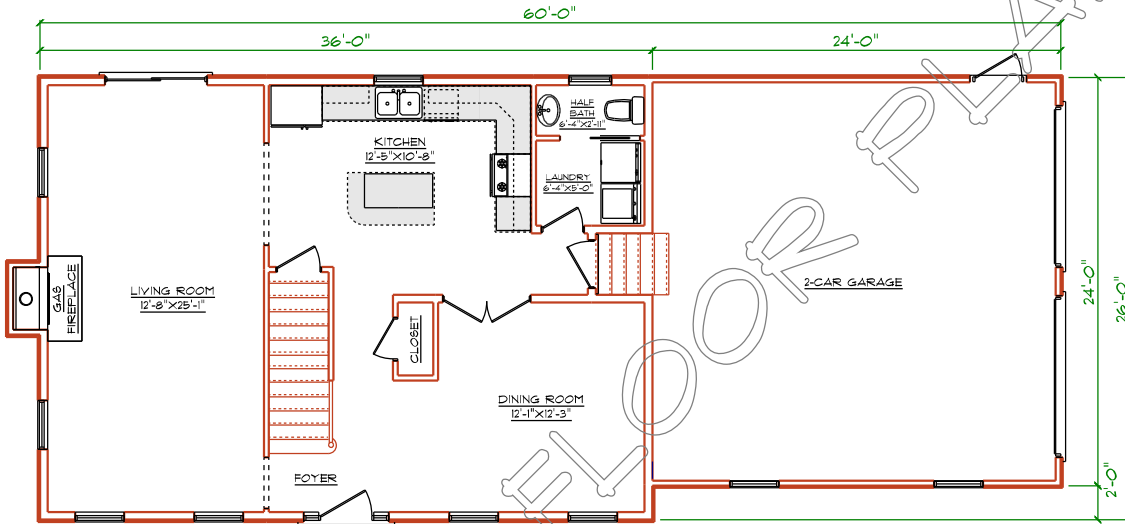 60'-0"
36'-0"
24'-0"
HALF
BATH
6'-4"X2'-11"
KITCHEN
12'-5"X10'-8"
LAUNDRY
6'-4"X5'-0"
GAS
FIREPLACE
LIVING ROOM
12'-8"X25'-1"
2-CAR GARAGE
24'-0"
26'-0"
CLOSET
DINING ROOM
12'-1"X12'-3"
FOYER
2'-0"